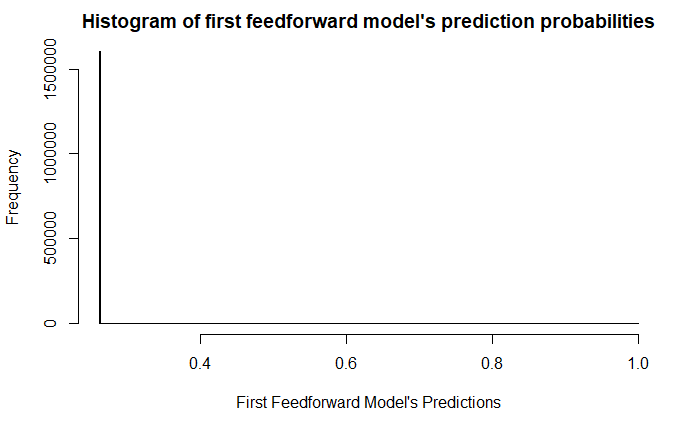 Histogram of first feedforward model's prediction probabilities
Frequency
1500000
1000000
500000
0
0.4 0.6 0.8 1.0
First Feedforward Model's Predictions